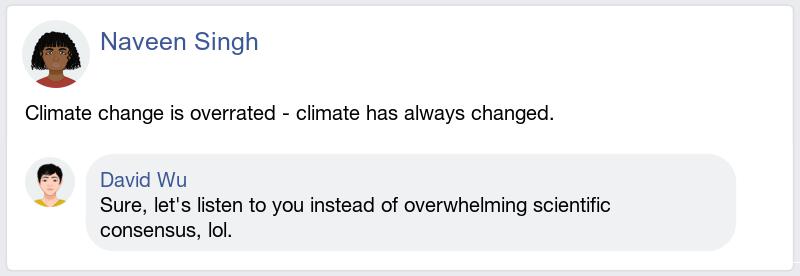 Naveen Singh
Climate change is overrated - climate has always changed.
David Wu
Sure, let's listen to you instead of overwhelming scientific
consensus, lol.